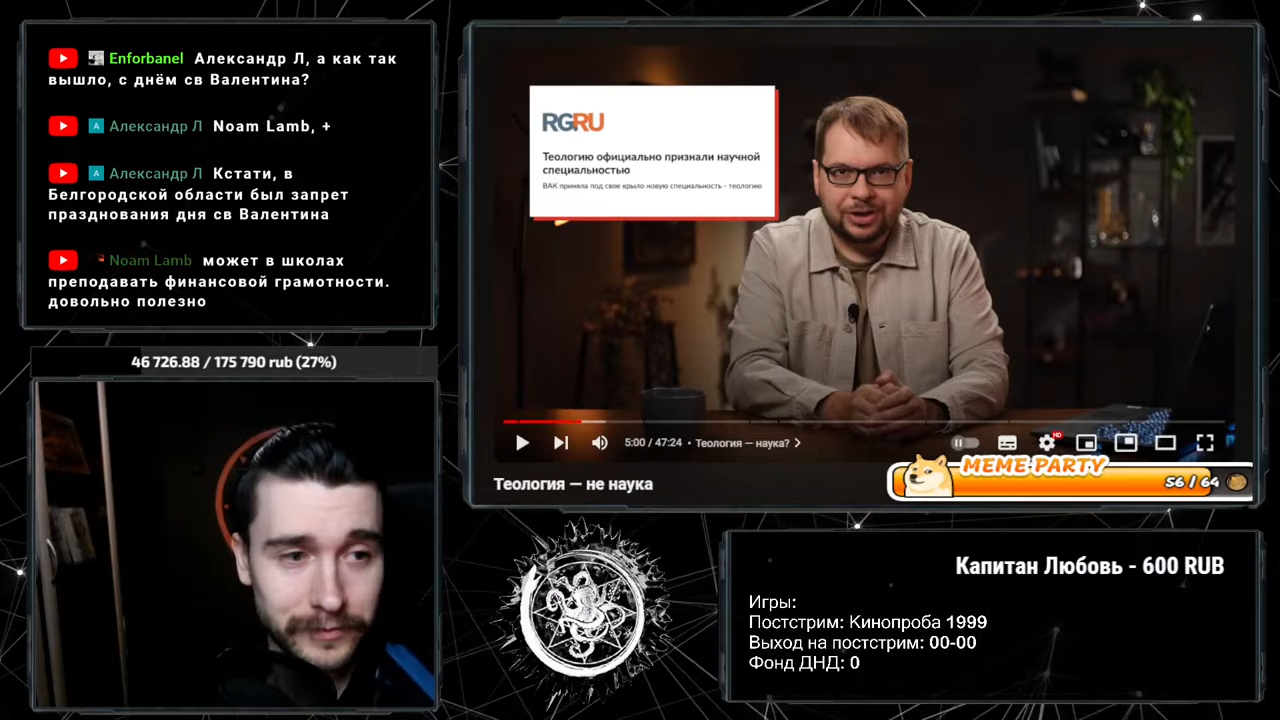 Enforbanel Александр Л, а как так
вышло, с днём св Валентина?
А Александр Л Noam Lamb, +
А Александр Л Кстати, в
Белгородской области был запрет
празднования дня св Валентина
Noam Lamb может в школах
преподавать финансовой грамотности.
довольно полезно
46 726.88 / 175 790 rub (27%)
RGRU
Теологию официально признали научной
специальностью
ВАК приняла под свое крыло новую специальность - теологию
5:00 / 47:24 • Теология — наука?
HD
Теология — не наука
MEME PARTY
56 / 64
Капитан Любовь - 600 RUB
Игры:
Постстрим: Кинопроба 1999
Выход на постстрим: 00-00
Фонд ДНД: 0